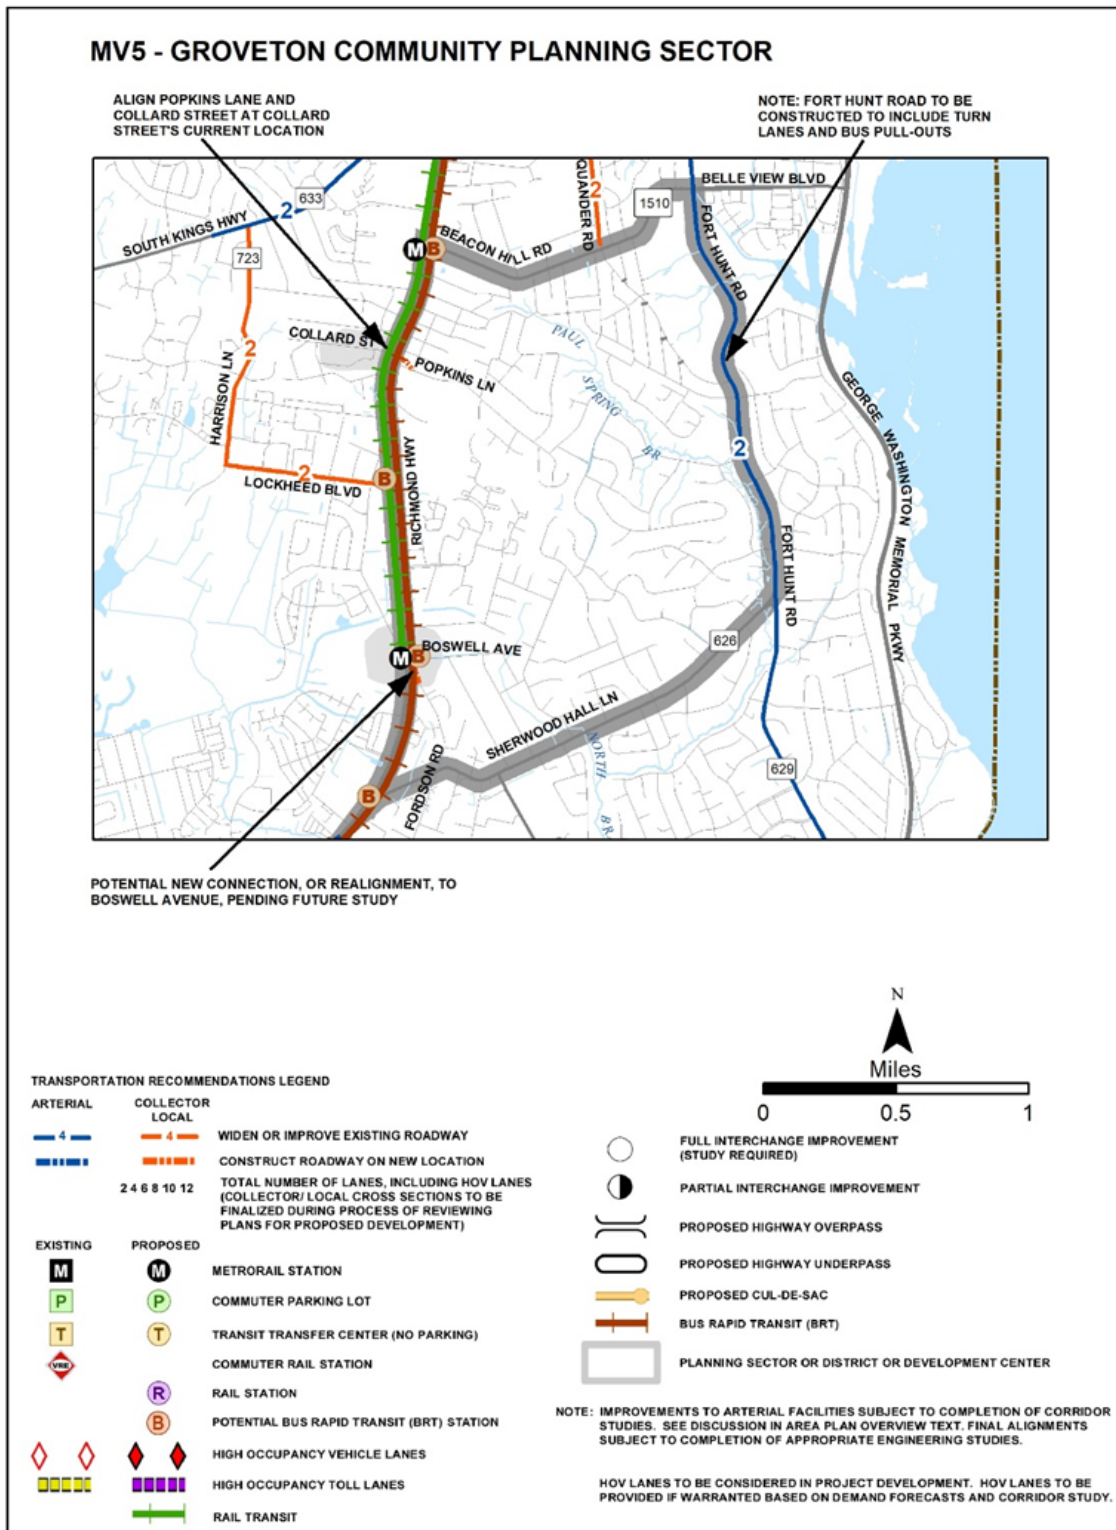 MV5 - GROVETON COMMUNITY PLANNING SECTOR
ALIGN POPKINS LANE AND
COLLARD STREET AT COLLARD
STREET'S CURRENT LOCATION
NOTE: FORT HUNT ROAD TO BE
CONSTRUCTED TO INCLUDE TURN
LANES AND BUS PULL-OUTS
QUANDER RD
2
BELLE VIEW BLVD
633
2
1510
SOUTH KINGS HWY
723
M
B
BEACON HILL RD
FORT HUNT RD
COLLARD ST
PAUL
SPRING
BR
2
HARRISON LN
POPKINS LN
GEORGE WASHINGTON MEMORIAL PKWY
2
2
LOCKHEED BLVD
B
RICHMOND HWY
FORT HUNT RD
626
M
B
BOSWELL AVE
SHERWOOD HALL LN
NORTH
BR
629
B
FORDSON RD
POTENTIAL NEW CONNECTION, OR REALIGNMENT, TO
BOSWELL AVENUE, PENDING FUTURE STUDY
N
Miles
0 0.5 1
TRANSPORTATION RECOMMENDATIONS LEGEND
ARTERIAL
COLLECTOR
LOCAL
4 4 WIDEN OR IMPROVE EXISTING ROADWAY
CONSTRUCT ROADWAY ON NEW LOCATION
2 4 6 8 10 12 TOTAL NUMBER OF LANES, INCLUDING HOV LANES
(COLLECTOR/ LOCAL CROSS SECTIONS TO BE
FINALIZED DURING PROCESS OF REVIEWING
PLANS FOR PROPOSED DEVELOPMENT)
EXISTING PROPOSED
M M METRORAIL STATION
P P COMMUTER PARKING LOT
T T TRANSIT TRANSFER CENTER (NO PARKING)
VRE COMMUTER RAIL STATION
R RAIL STATION
B POTENTIAL BUS RAPID TRANSIT (BRT) STATION
HIGH OCCUPANCY VEHICLE LANES
HIGH OCCUPANCY TOLL LANES
RAIL TRANSIT
FULL INTERCHANGE IMPROVEMENT
(STUDY REQUIRED)
PARTIAL INTERCHANGE IMPROVEMENT
PROPOSED HIGHWAY OVERPASS
PROPOSED HIGHWAY UNDERPASS
PROPOSED CUL-DE-SAC
BUS RAPID TRANSIT (BRT)
PLANNING SECTOR OR DISTRICT OR DEVELOPMENT CENTER
NOTE: IMPROVEMENTS TO ARTERIAL FACILITIES SUBJECT TO COMPLETION OF CORRIDOR
STUDIES. SEE DISCUSSION IN AREA PLAN OVERVIEW TEXT. FINAL ALIGNMENTS
SUBJECT TO COMPLETION OF APPROPRIATE ENGINEERING STUDIES.
HOV LANES TO BE CONSIDERED IN PROJECT DEVELOPMENT. HOV LANES TO BE
PROVIDED IF WARRANTED BASED ON DEMAND FORECASTS AND CORRIDOR STUDY.